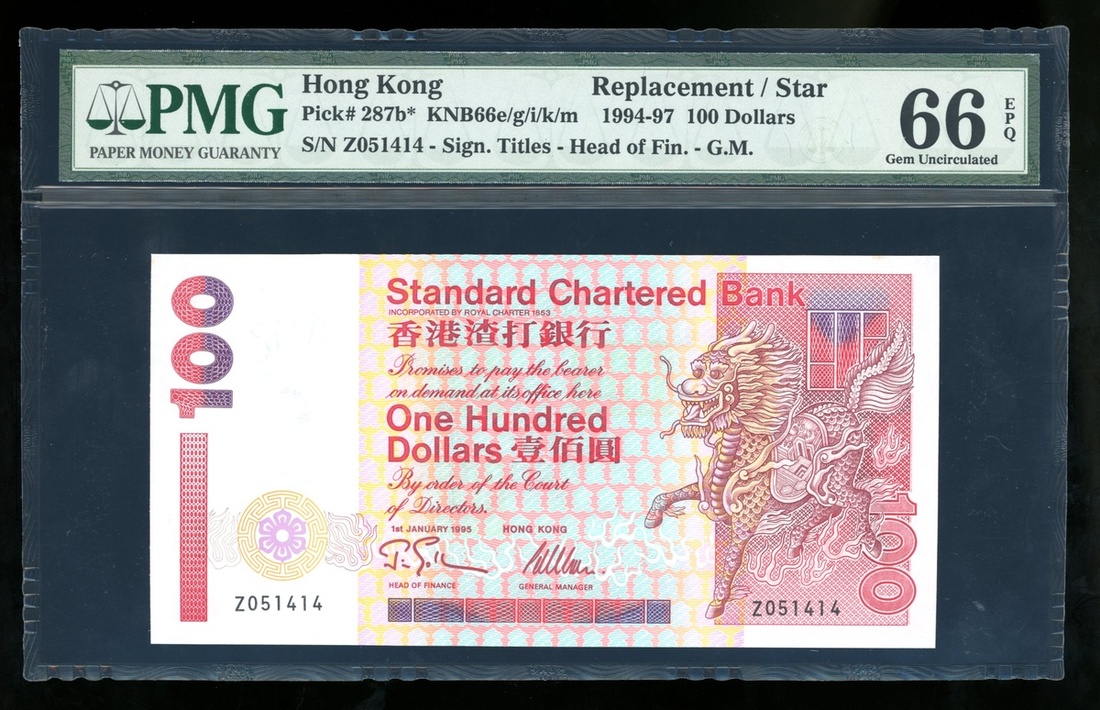 PMG
PAPER MONEY GUARANTY
Hong Kong
Replacement / Star
Pick# 287b* KNB66e/g/i/k/m 1994-97 100 Dollars
S/N Z051414 - Sign. Titles - Head of Fin. - G.M.
66
EPQ
Gem Uncirculated
100
Standard Chartered Bank
INCORPORATED BY ROYAL CHARTER 1853
香港渣打銀行
Promises to pay the bearer
on demand at its office here
One Hundred
Dollars 壹佰圓
By order of the Court
of Directors.
1st JANUARY 1995 HONG KONG
HEAD OF FINANCE GENERAL MANAGER
Z051414
Z051414
100